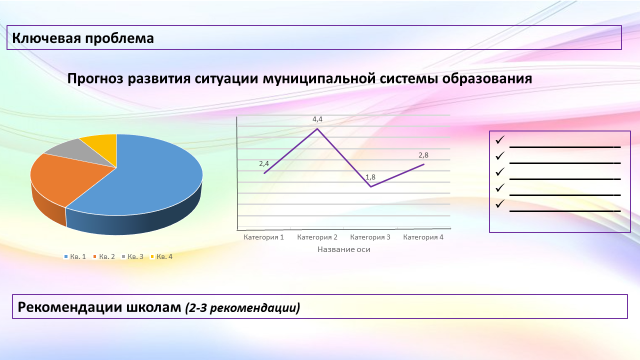 Ключевая проблема
Прогноз развития ситуации муниципальной системы образования
4,4
2,4
1,8
2,8
Категория 1 Категория 2 Категория 3 Категория 4
Название оси
Кв. 1 Кв. 2 Кв. 3 Кв. 4
Рекомендации школам (2-3 рекомендации)